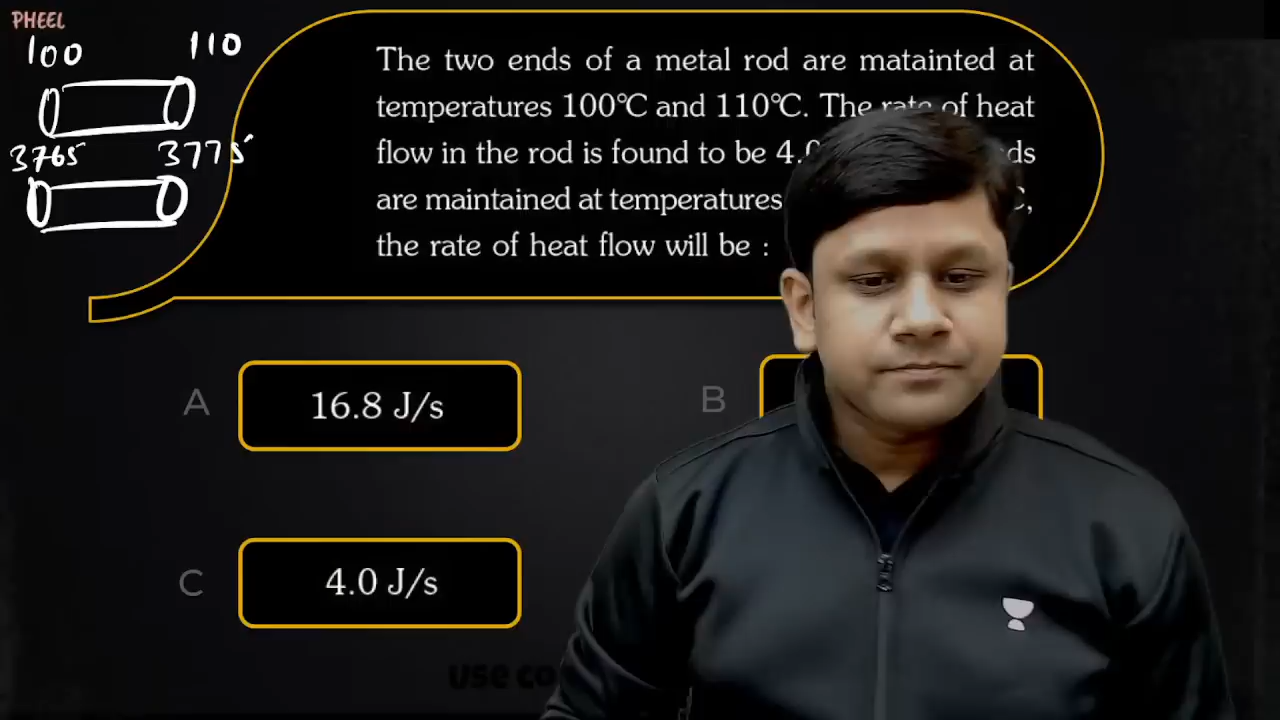 PHEEL
100 110
3765 3775
The two ends of a metal rod are matainted at
temperatures 100°C and 110°C. The rate of heat
flow in the rod is found to be
are maintained at temperatures
the rate of heat flow will be :
A 16.8 J/s
B
C 4.0 J/s
use